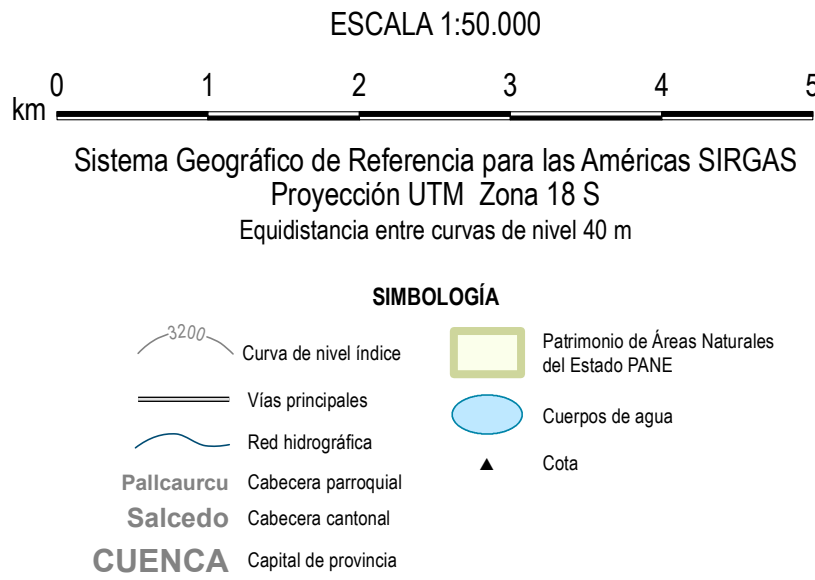 ESCALA 1:50.000
0 1 2 3 4 5
km
Sistema Geográfico de Referencia para las Américas SIRGAS
Proyección UTM Zona 18 S
Equidistancia entre curvas de nivel 40 m
SIMBOLOGÍA
3200
Curva de nivel índice
Vías principales
Red hidrográfica
Pallcaurcu Cabecera parroquial
Salcedo Cabecera cantonal
CUENCA Capital de provincia
Patrimonio de Áreas Naturales
del Estado PANE
Cuerpos de agua
Cota